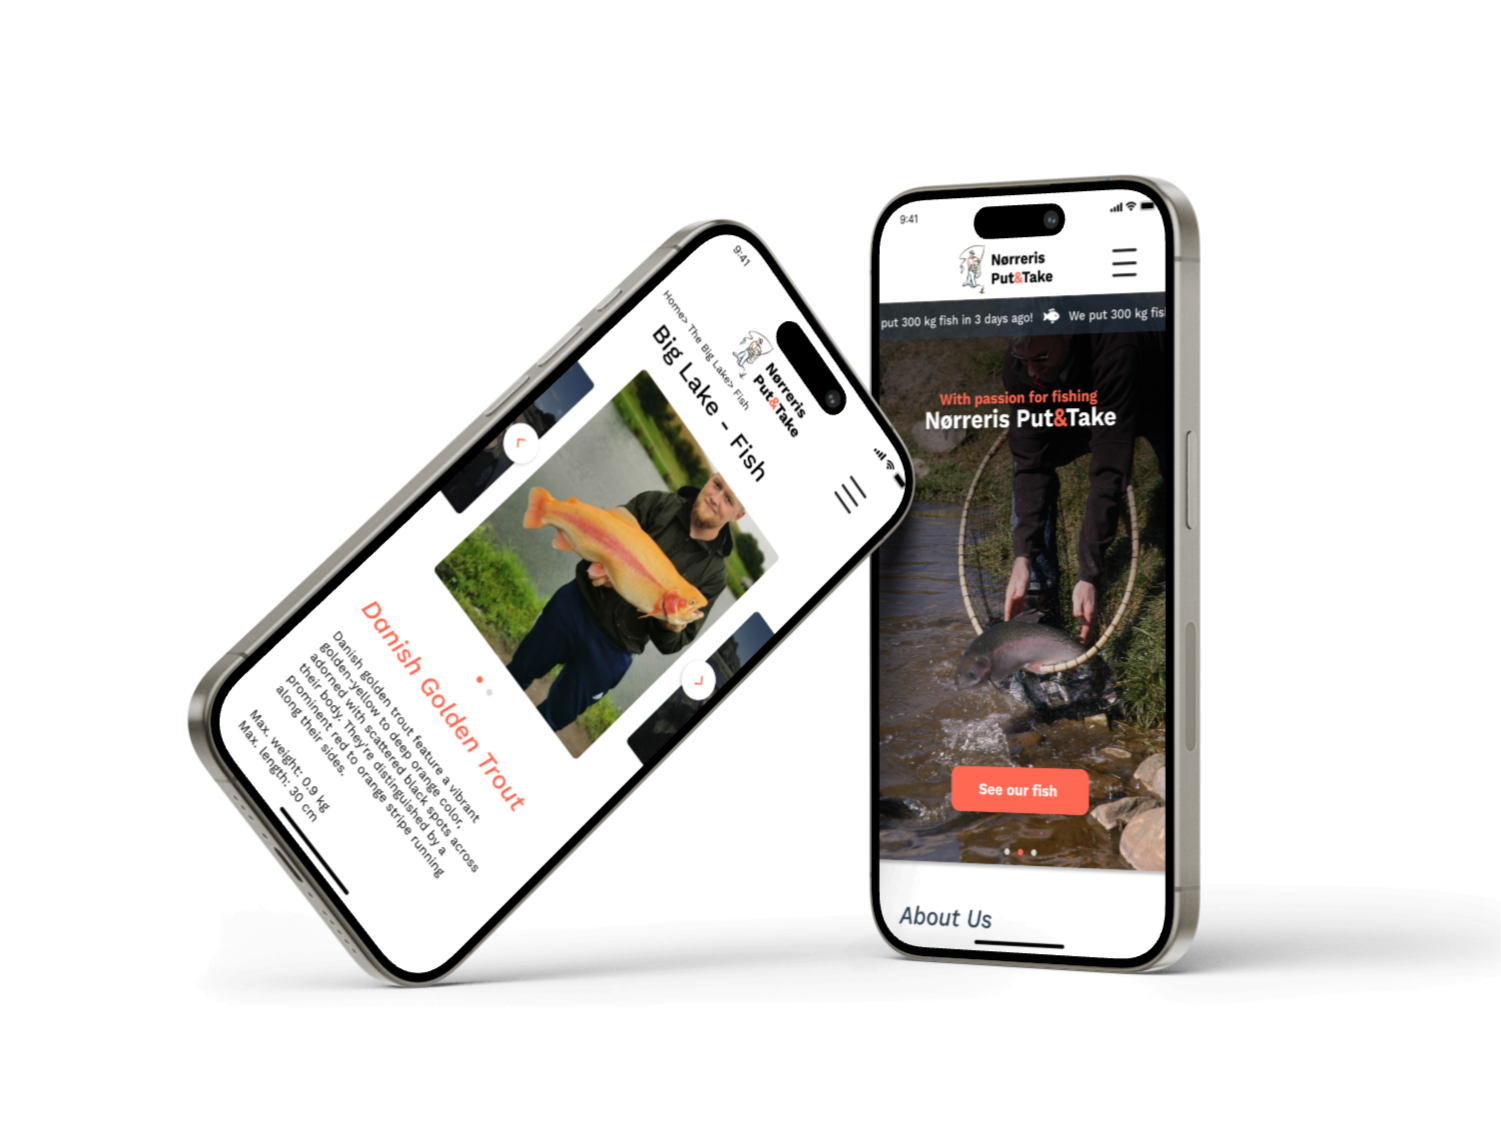 9:41
Nørreris
Put&Take
Home> The Big Lake> Fish
Big Lake - Fish
Danish Golden Trout
Danish golden trout feature a vibrant
golden-yellow to deep orange color,
adorned with scattered black spots across
their body. They're distinguished by a
prominent red to orange stripe running
along their sides.
Max. weight: 0.9 kg
Max. length: 30 cm
9:41
Nørreris
Put&Take
put 300 kg fish in 3 days ago! We put 300 kg fis
With passion for fishing
Nørreris Put&Take
See our fish
About Us